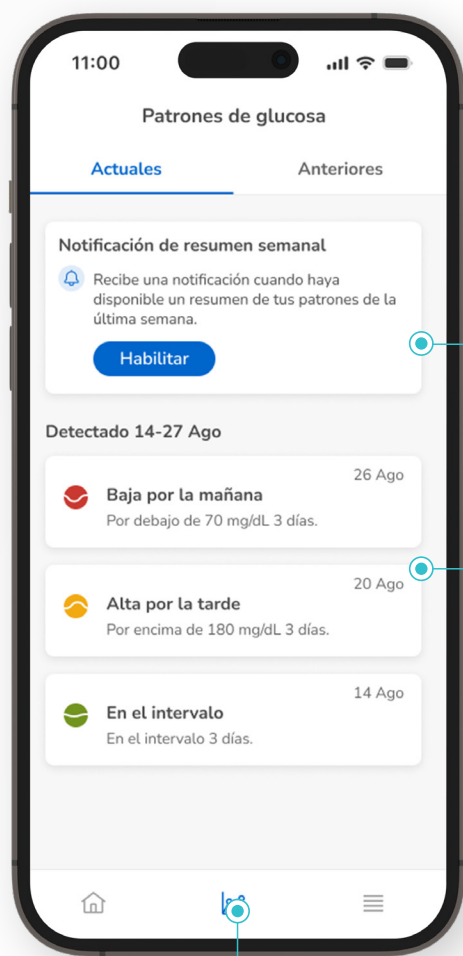 11:00
Patrones de glucosa
Actuales
Anteriores
Notificación de resumen semanal
Recibe una notificación cuando haya
disponible un resumen de tus patrones de la
última semana.
Habilitar
Detectado 14-27 Ago
26 Ago
Baja por la mañana
Por debajo de 70 mg/dL 3 días.
20 Ago
Alta por la tarde
Por encima de 180 mg/dL 3 días.
14 Ago
En el intervalo
En el intervalo 3 días.